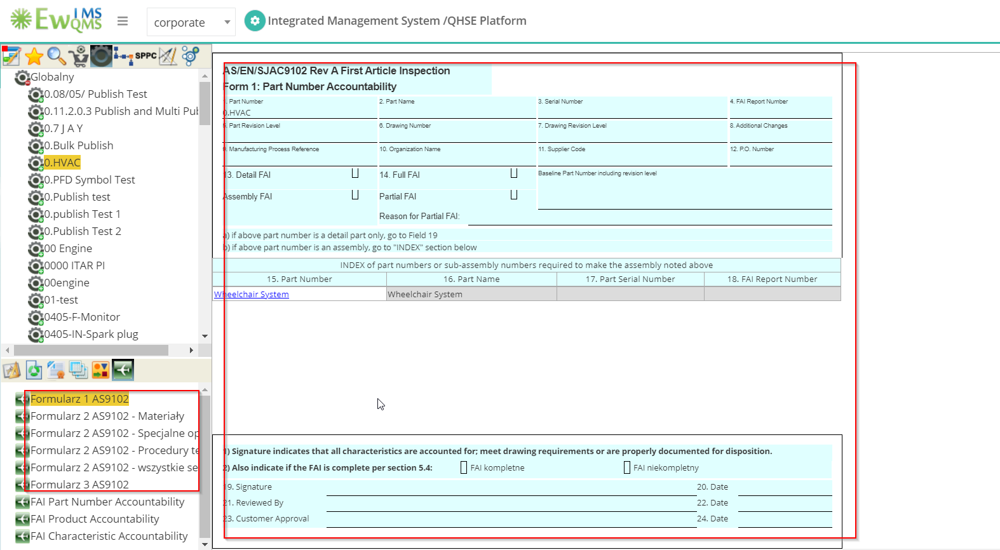 EwIMS
QMS
corporate
Integrated Management System /QHSE Platform
SPPC
Globalny
0.08/05/ Publish Test
0.11.2.0.3 Publish and Multi Pub
0.7 J A Y
0.Bulk Publish
0.HVAC
0.PFD Symbol Test
0.Publish test
0.publish Test 1
0.Publish Test 2
00 Engine
0000 ITAR PI
00engine
01-test
0405-F-Monitor
0405-IN-Spark plug
Formularz 1 AS9102
Formularz 2 AS9102 - Materiały
Formularz 2 AS9102 - Specjalne op
Formularz 2 AS9102 - Procedury te
Formularz 2 AS9102 - wszystkie se
Formularz 3 AS9102
FAI Part Number Accountability
FAI Product Accountability
FAI Characteristic Accountability
AS/EN/SJAC9102 Rev A First Article Inspection
Form 1: Part Number Accountability
1. Part Number 2. Part Name 3. Serial Number 4. FAI Report Number
0.HVAC
5. Part Revision Level 6. Drawing Number 7. Drawing Revision Level 8. Additional Changes
9. Manufacturing Process Reference 10. Organization Name 11. Supplier Code 12. P.O. Number
13. Detail FAI 14. Full FAI Baseline Part Number including revision level
Assembly FAI Partial FAI
Reason for Partial FAI:
a) if above part number is a detail part only, go to Field 19
b) if above part number is an assembly, go to "INDEX" section below
INDEX of part numbers or sub-assembly numbers required to make the assembly noted above
15. Part Number 16. Part Name 17. Part Serial Number 18. FAI Report Number
Wheelchair System Wheelchair System
1) Signature indicates that all characteristics are accounted for; meet drawing requirements or are properly documented for disposition.
2) Also indicate if the FAI is complete per section 5.4: FAI kompletne FAI niekompletny
19. Signature 20. Date
21. Reviewed By 22. Date
23. Customer Approval 24. Date